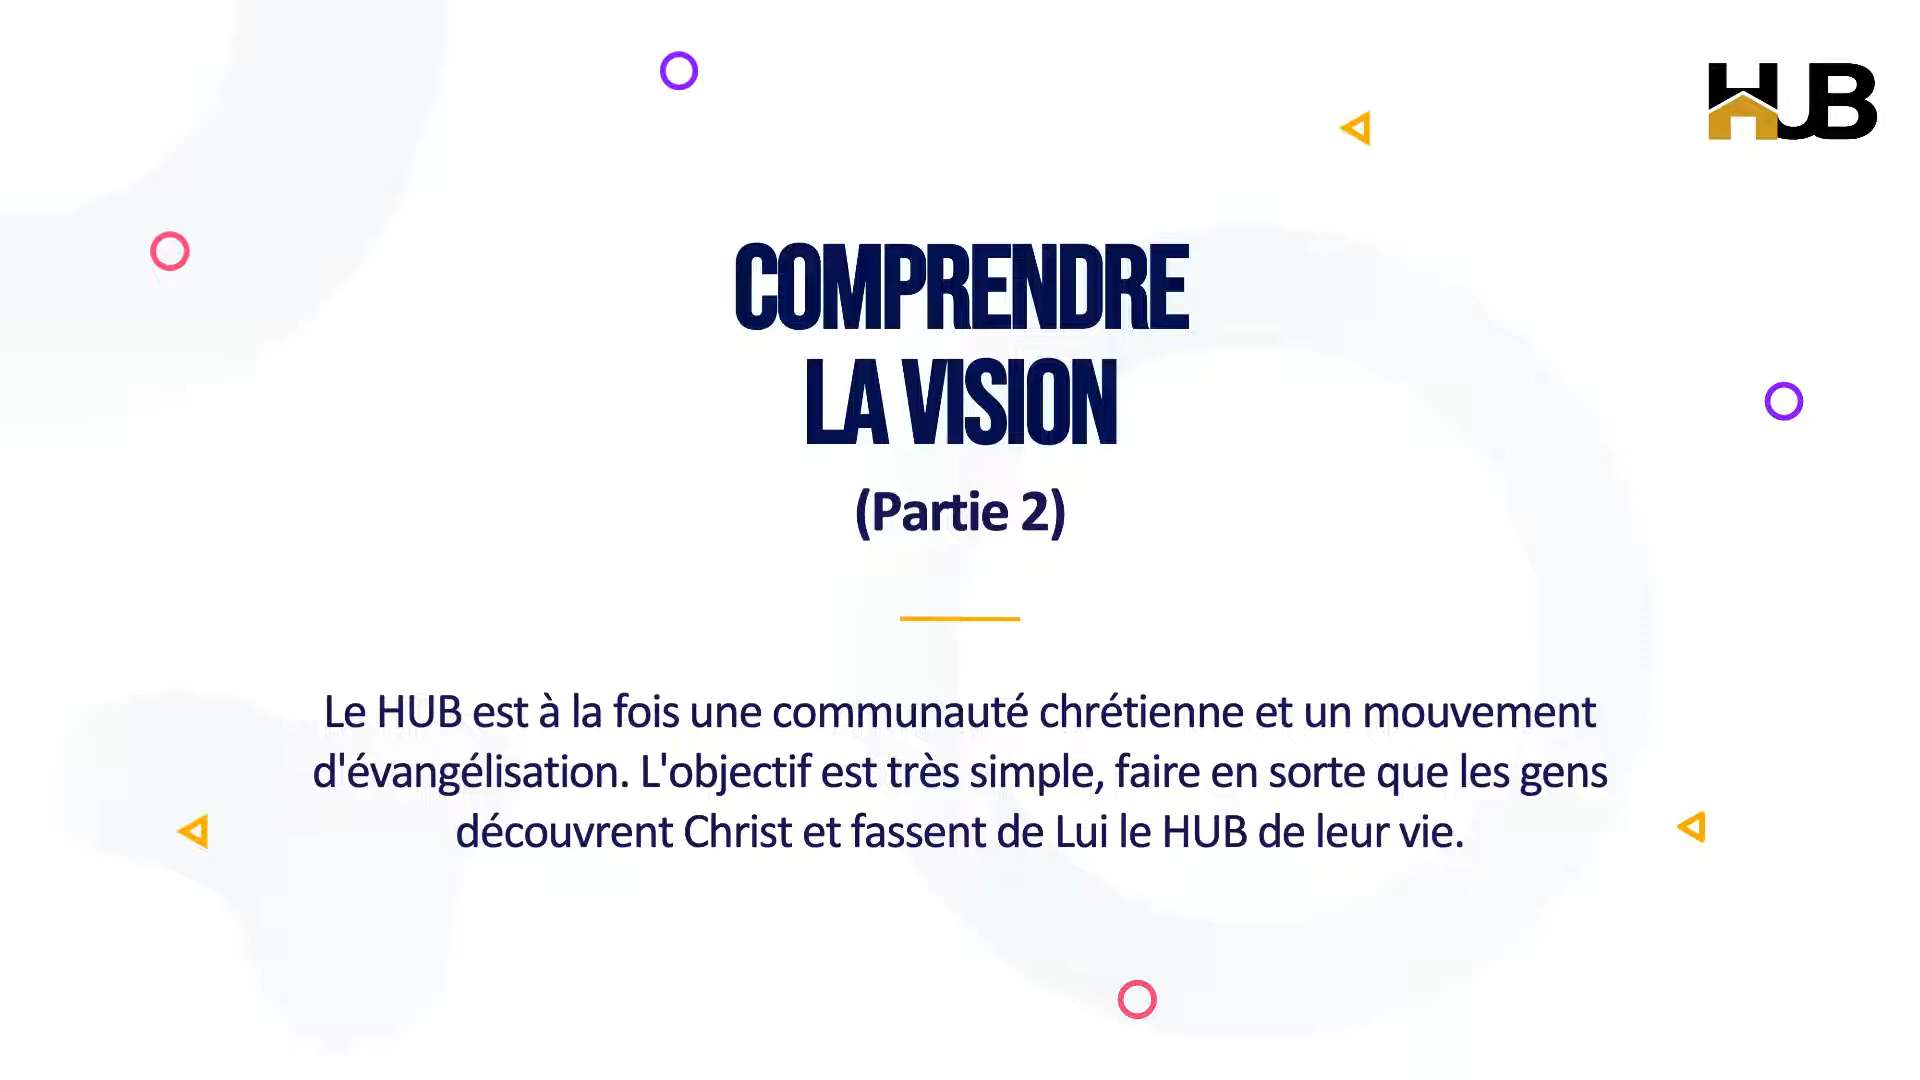 HUB
COMPRENDRE
LA VISION
(Partie 2)
Le HUB est à la fois une communauté chrétienne et un mouvement
d'évangélisation. L'objectif est très simple, faire en sorte que les gens
découvrent Christ et fassent de Lui le HUB de leur vie.